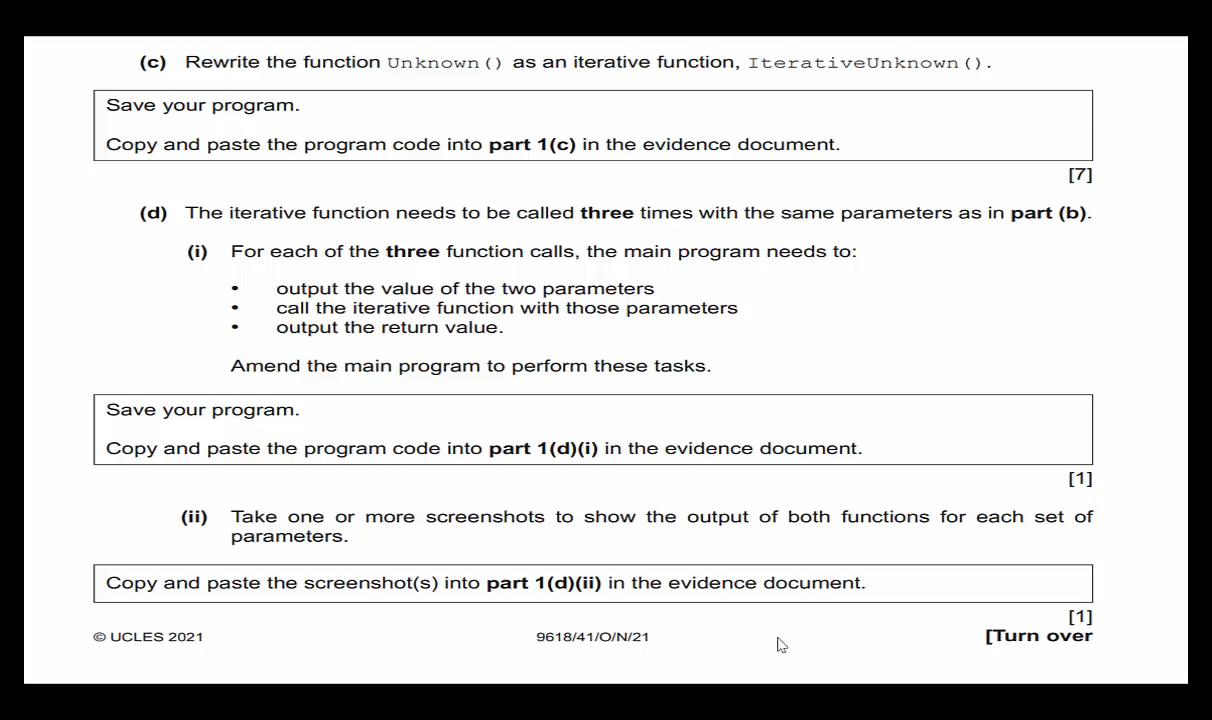 (c) Rewrite the function Unknown() as an iterative function, IterativeUnknown().
Save your program.
Copy and paste the program code into part 1(c) in the evidence document.
[7]
(d) The iterative function needs to be called three times with the same parameters as in part (b).
(i) For each of the three function calls, the main program needs to:
• output the value of the two parameters
• call the iterative function with those parameters
• output the return value.
Amend the main program to perform these tasks.
Save your program.
Copy and paste the program code into part 1(d)(i) in the evidence document.
[1]
(ii) Take one or more screenshots to show the output of both functions for each set of
parameters.
Copy and paste the screenshot(s) into part 1(d)(ii) in the evidence document.
[1]
© UCLES 2021 9618/41/O/N/21 [Turn over